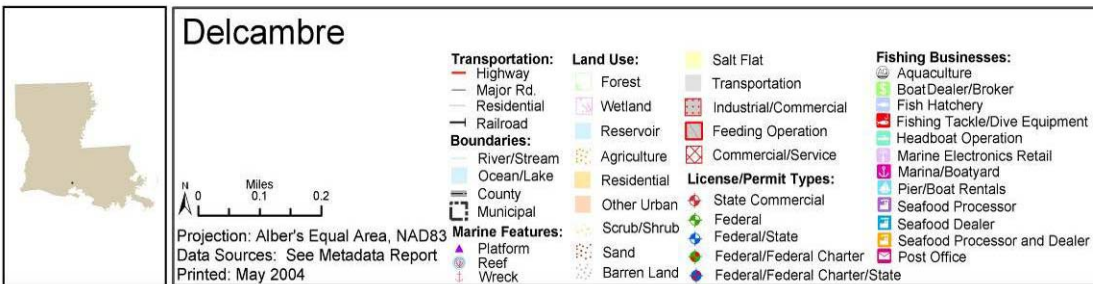 Delcambre
N
Miles
0 0.1 0.2
Projection: Alber's Equal Area, NAD83
Data Sources: See Metadata Report
Printed: May 2004
Transportation:
Highway
Major Rd.
Residential
Railroad
Boundaries:
River/Stream
Ocean/Lake
County
Municipal
Marine Features:
Platform
Reef
Wreck
Land Use:
Forest
Wetland
Reservoir
Agriculture
Residential
Other Urban
Scrub/Shrub
Sand
Barren Land
Salt Flat
Transportation
Industrial/Commercial
Feeding Operation
Commercial/Service
License/Permit Types:
State Commercial
Federal
Federal/State
Federal/Federal Charter
Federal/Federal Charter/State
Fishing Businesses:
Aquaculture
BoatDealer/Broker
Fish Hatchery
Fishing Tackle/Dive Equipment
Headboat Operation
Marine Electronics Retail
Marina/Boatyard
Pier/Boat Rentals
Seafood Processor
Seafood Dealer
Seafood Processor and Dealer
Post Office